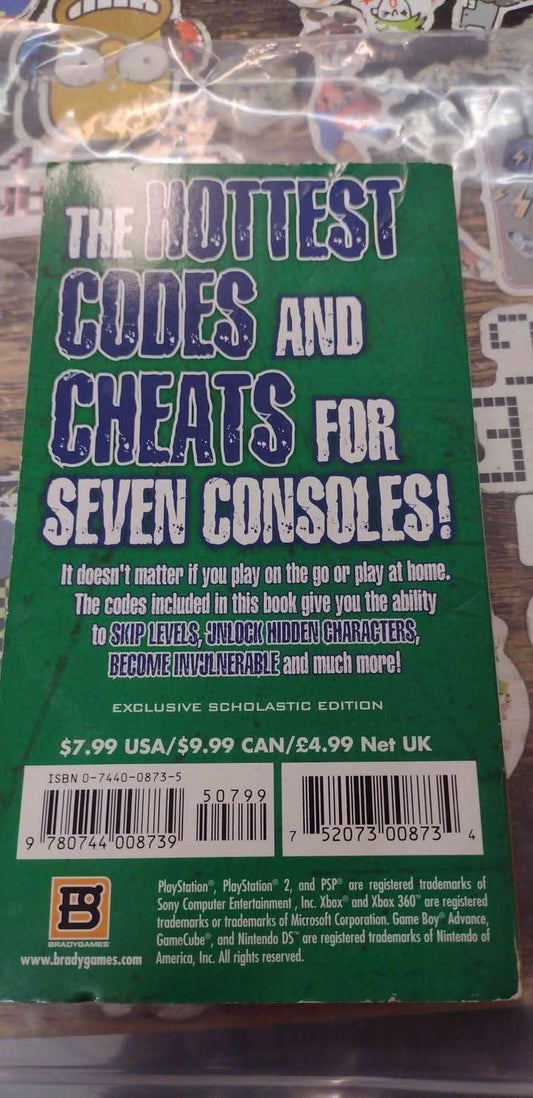 THE HOTTEST
CODES AND
CHEATS FOR
SEVEN CONSOLES!
It doesn't matter if you play on the go or play at home.
The codes included in this book give you the ability
to SKIP LEVELS, UNLOCK HIDDEN CHARACTERS,
BECOME INVULNERABLE and much more!
EXCLUSIVE SCHOLASTIC EDITION
$7.99 USA/$9.99 CAN/£4.99 Net UK
ISBN 0-7440-0873-5
50799
9 780744 008739
7 52073 00873 4
BRADYGAMES®
www.bradygames.com
PlayStation®, PlayStation® 2, and PSP® are registered trademarks of
Sony Computer Entertainment , Inc. Xbox® and Xbox 360™ are registered
trademarks or trademarks of Microsoft Corporation. Game Boy® Advance,
GameCube®, and Nintendo DS™ are registered trademarks of Nintendo of
America, Inc. All rights reserved.